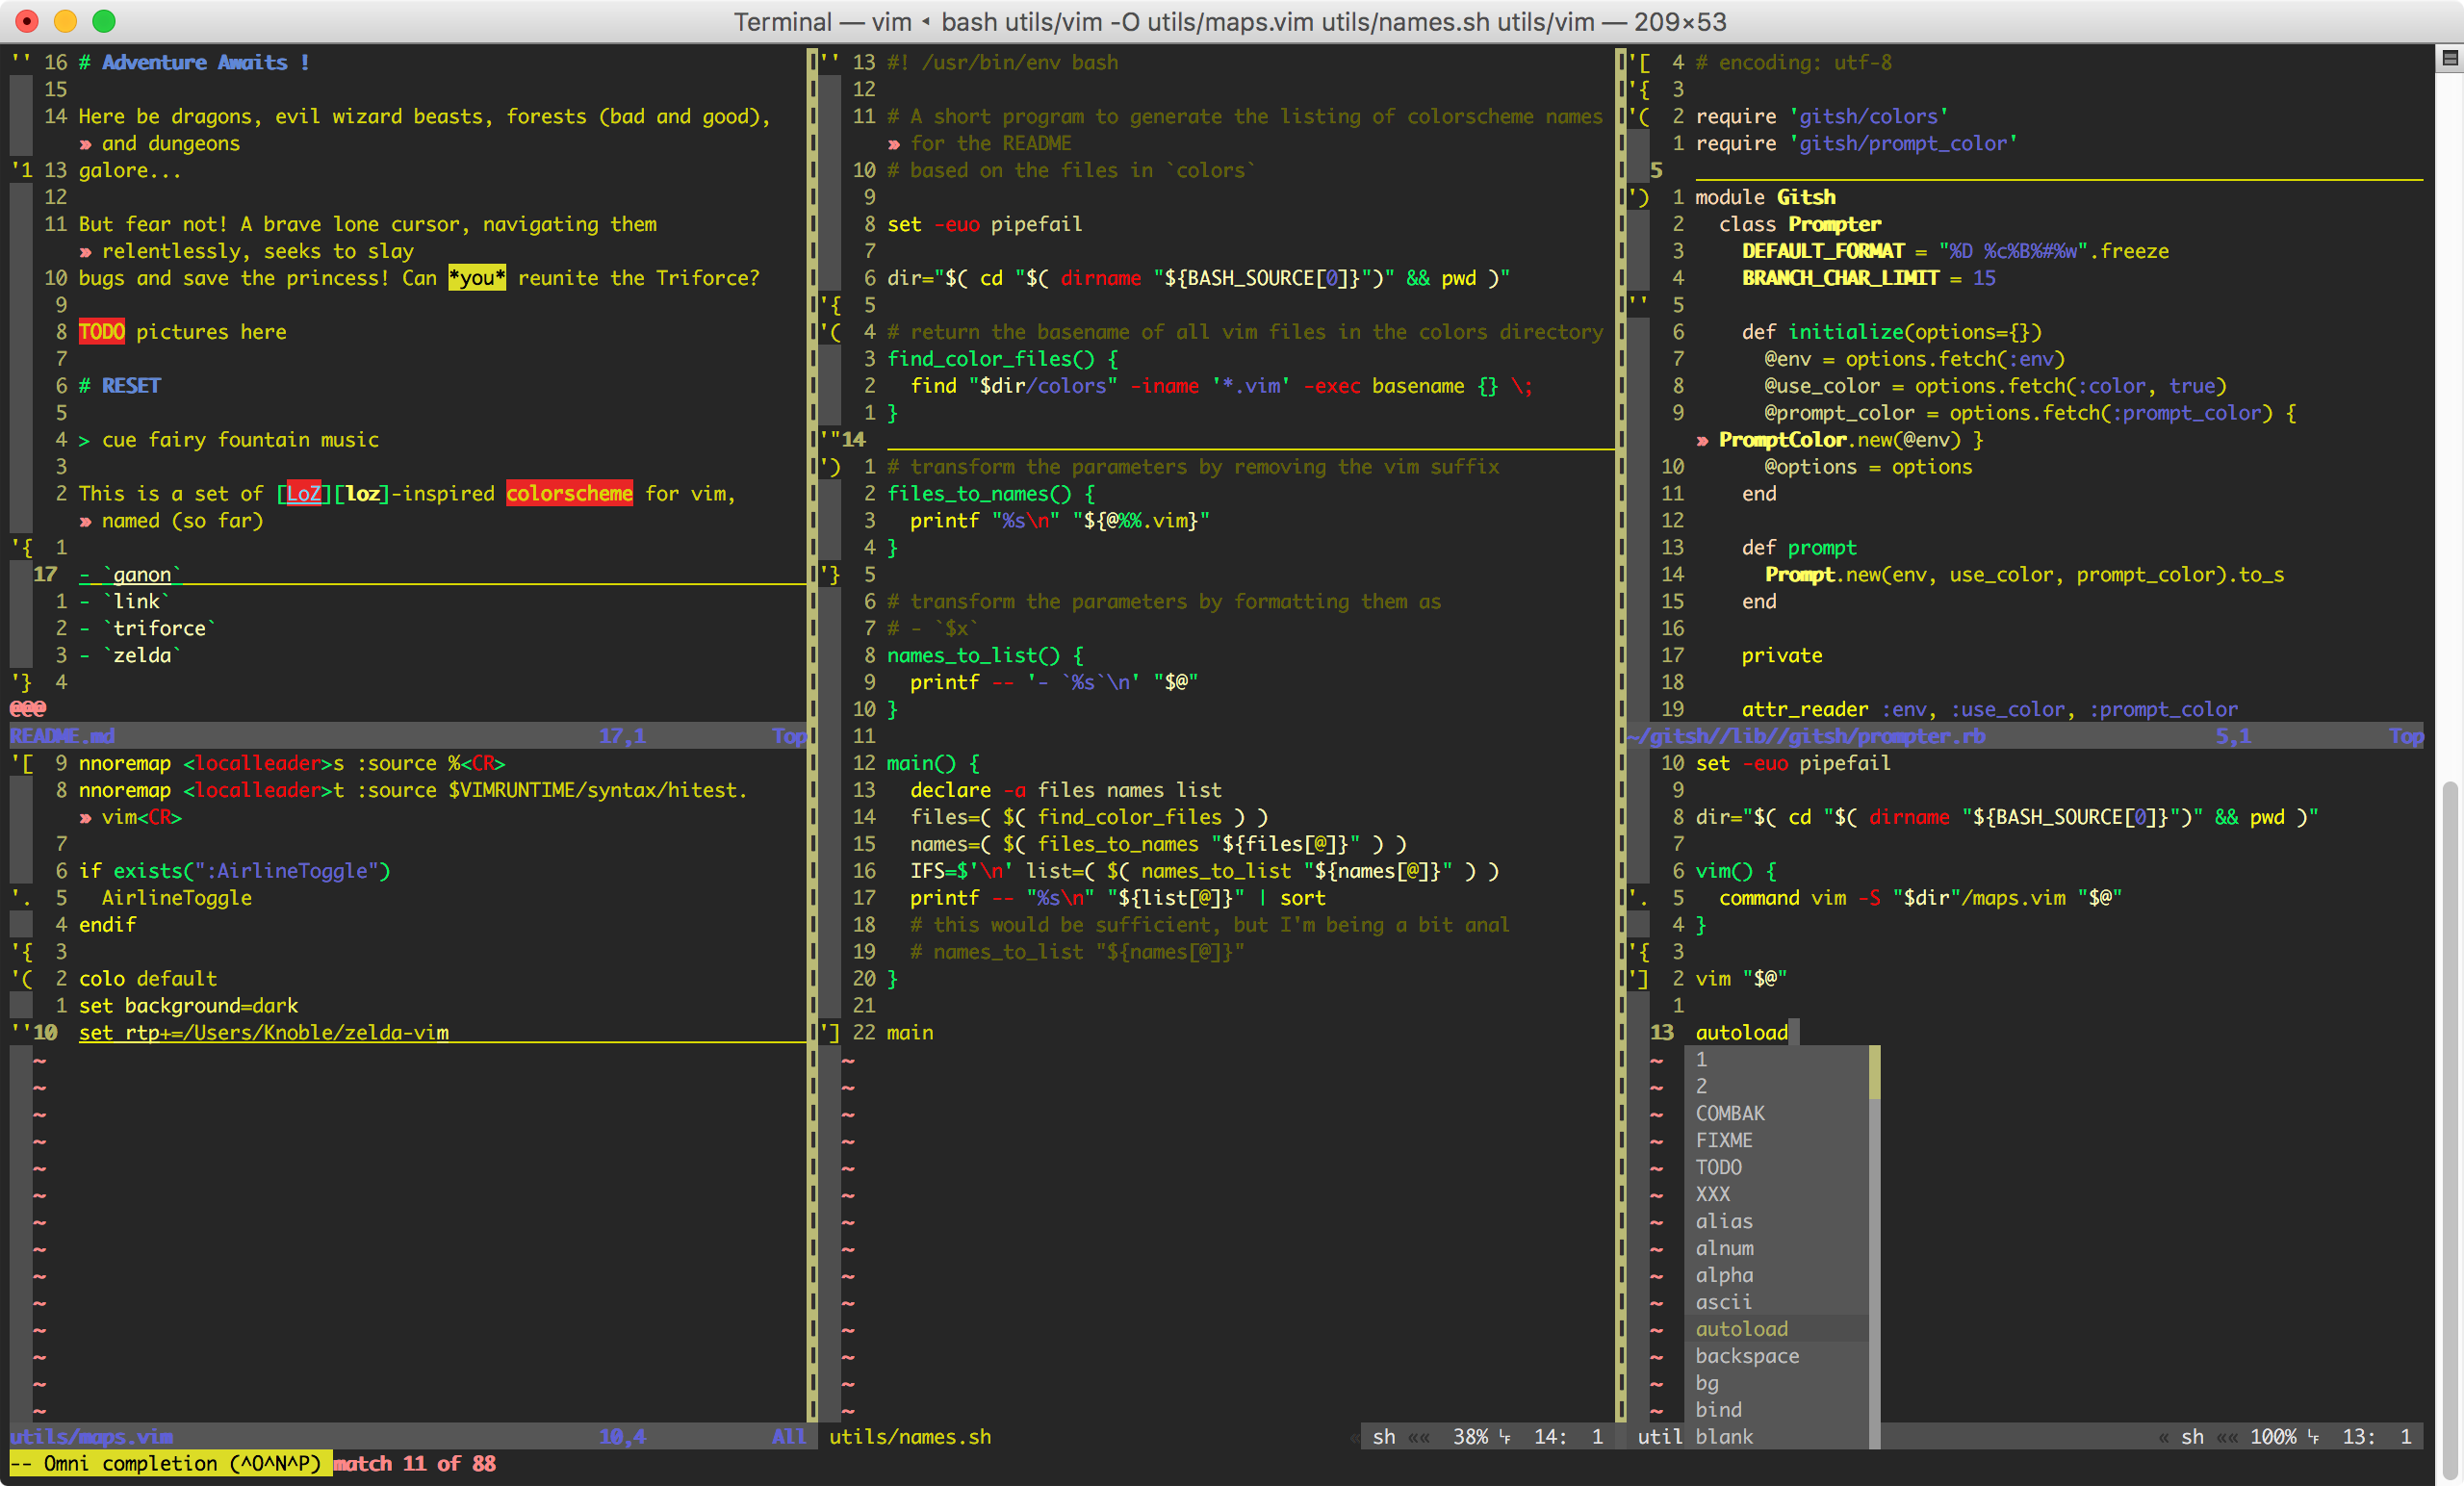 Terminal — vim ◂ bash utils/vim -O utils/maps.vim utils/names.sh utils/vim — 209×53
'' 16 # Adventure Awaits !
15
14 Here be dragons, evil wizard beasts, forests (bad and good),
» and dungeons
'1 13 galore...
12
11 But fear not! A brave lone cursor, navigating them
» relentlessly, seeks to slay
10 bugs and save the princess! Can *you* reunite the Triforce?
9
8 TODO pictures here
7
6 # RESET
5
4 > cue fairy fountain music
3
2 This is a set of [LoZ][loz]-inspired colorscheme for vim,
» named (so far)
'{ 1
17 - `ganon`
1 - `link`
2 - `triforce`
3 - `zelda`
'} 4
@@@
README.md 17,1 Top
'[ 9 nnoremap <localleader>s :source %<CR>
8 nnoremap <localleader>t :source $VIMRUNTIME/syntax/hitest.
» vim<CR>
7
6 if exists(":AirlineToggle")
'. 5   AirlineToggle
4 endif
'{ 3
'( 2 colo default
1 set background=dark
''10 set rtp+=/Users/Knoble/zelda-vim
~
~
~
~
~
~
~
~
~
~
~
~
~
~
utils/maps.vim 10,4 All
'' 13 #! /usr/bin/env bash
12
11 # A short program to generate the listing of colorscheme names
» for the README
10 # based on the files in `colors`
9
8 set -euo pipefail
7
6 dir="$( cd "$( dirname "${BASH_SOURCE[0]}")" && pwd )"
'{ 5
'( 4 # return the basename of all vim files in the colors directory
3 find_color_files() {
2   find "$dir/colors" -iname '*.vim' -exec basename {} \;
1 }
'"14
') 1 # transform the parameters by removing the vim suffix
2 files_to_names() {
3   printf "%s\n" "${@%%.vim}"
4 }
'} 5
6 # transform the parameters by formatting them as
7 # - `$x`
8 names_to_list() {
9   printf -- '- `%s`\n' "$@"
10 }
11
12 main() {
13   declare -a files names list
14   files=( $( find_color_files ) )
15   names=( $( files_to_names "${files[@]}" ) )
16   IFS=$'\n' list=( $( names_to_list "${names[@]}" ) )
17   printf -- "%s\n" "${list[@]}" | sort
18   # this would be sufficient, but I'm being a bit anal
19   # names_to_list "${names[@]}"
20 }
21
'] 22 main
~
~
~
~
~
~
~
~
~
~
~
~
~
~
utils/names.sh « sh «« 38% ␊ 14: 1
'[ 4 # encoding: utf-8
'{ 3
'( 2 require 'gitsh/colors'
1 require 'gitsh/prompt_color'
5
') 1 module Gitsh
2   class Prompter
3     DEFAULT_FORMAT = "%D %c%B%#%w".freeze
4     BRANCH_CHAR_LIMIT = 15
'' 5
6     def initialize(options={})
7       @env = options.fetch(:env)
8       @use_color = options.fetch(:color, true)
9       @prompt_color = options.fetch(:prompt_color) {
» PromptColor.new(@env) }
10       @options = options
11     end
12
13     def prompt
14       Prompt.new(env, use_color, prompt_color).to_s
15     end
16
17     private
18
19     attr_reader :env, :use_color, :prompt_color
~/gitsh//lib//gitsh/prompter.rb 5,1 Top
10 set -euo pipefail
9
8 dir="$( cd "$( dirname "${BASH_SOURCE[0]}")" && pwd )"
7
6 vim() {
'. 5   command vim -S "$dir"/maps.vim "$@"
4 }
'{ 3
'] 2 vim "$@"
1
13 autoload
~ 1
~ 2
~ COMBAK
~ FIXME
~ TODO
~ XXX
~ alias
~ alnum
~ alpha
~ ascii
~ autoload
~ backspace
~ bg
~ bind
util blank « sh «« 100% ␊ 13: 1
-- Omni completion (^O^N^P) match 11 of 88